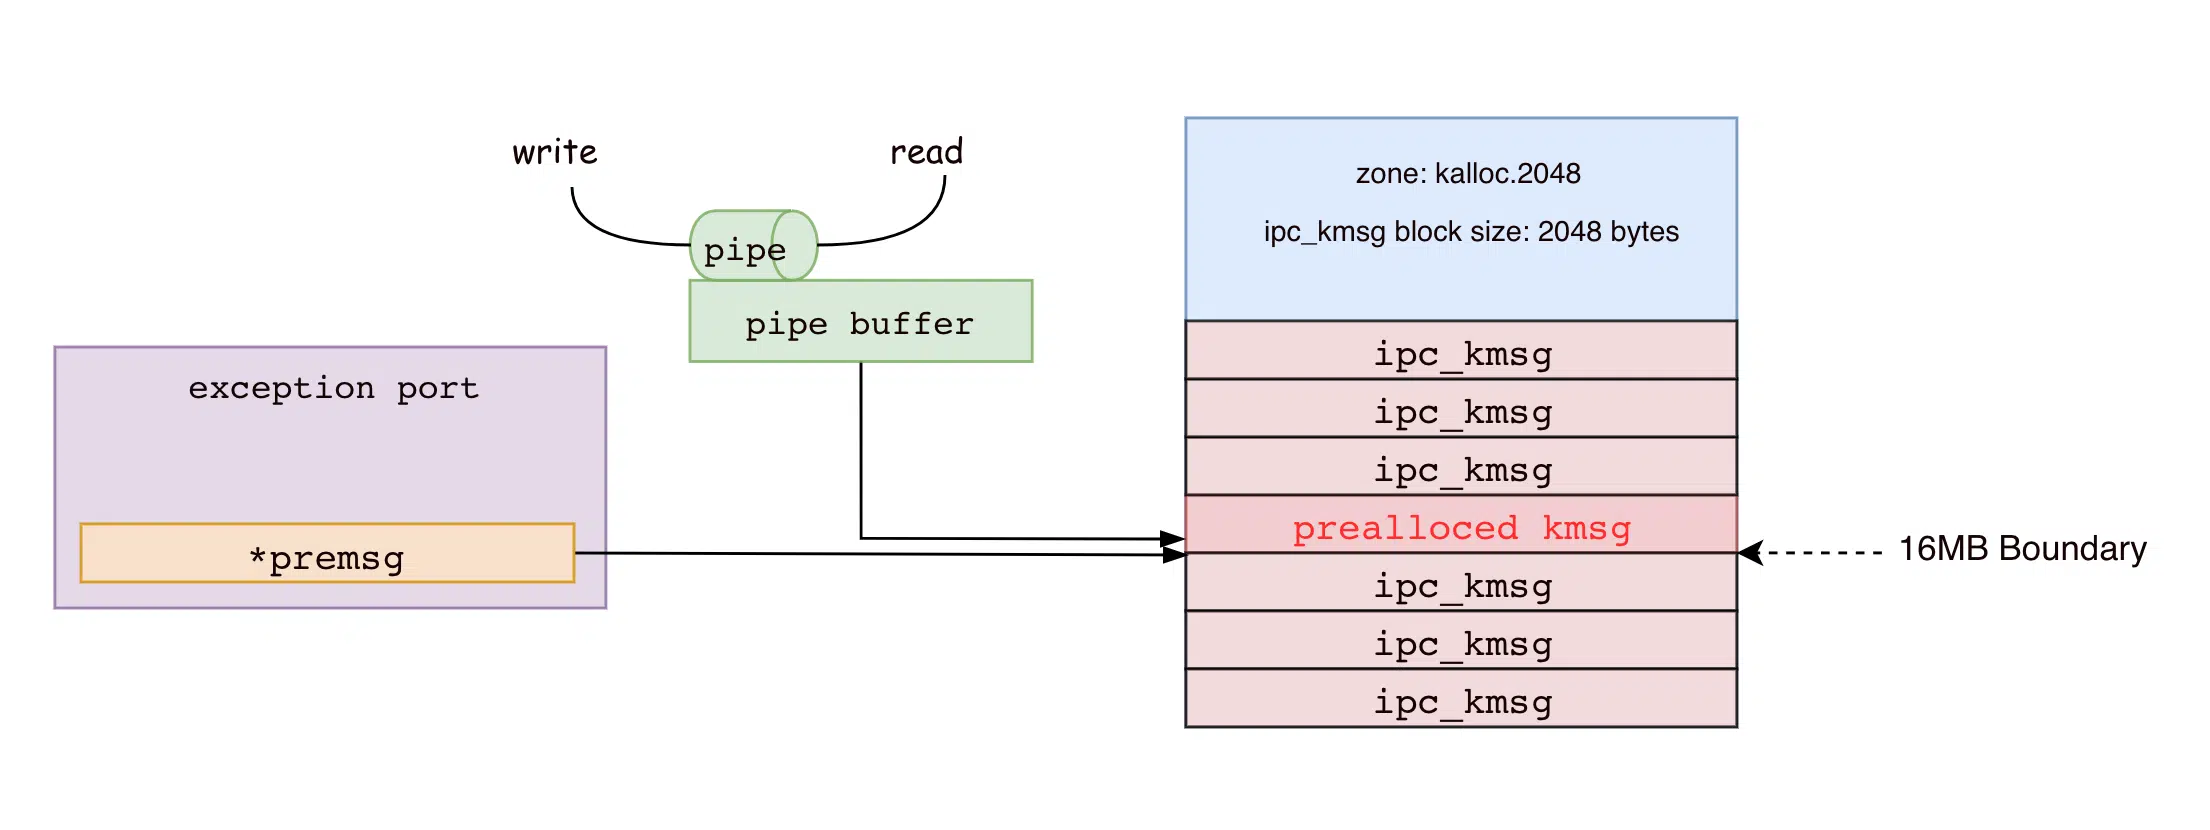 write
read
pipe
pipe buffer
exception port
*premsg
zone: kalloc.2048
ipc_kmsg block size: 2048 bytes
ipc_kmsg
ipc_kmsg
ipc_kmsg
prealloced kmsg
16MB Boundary
ipc_kmsg
ipc_kmsg
ipc_kmsg